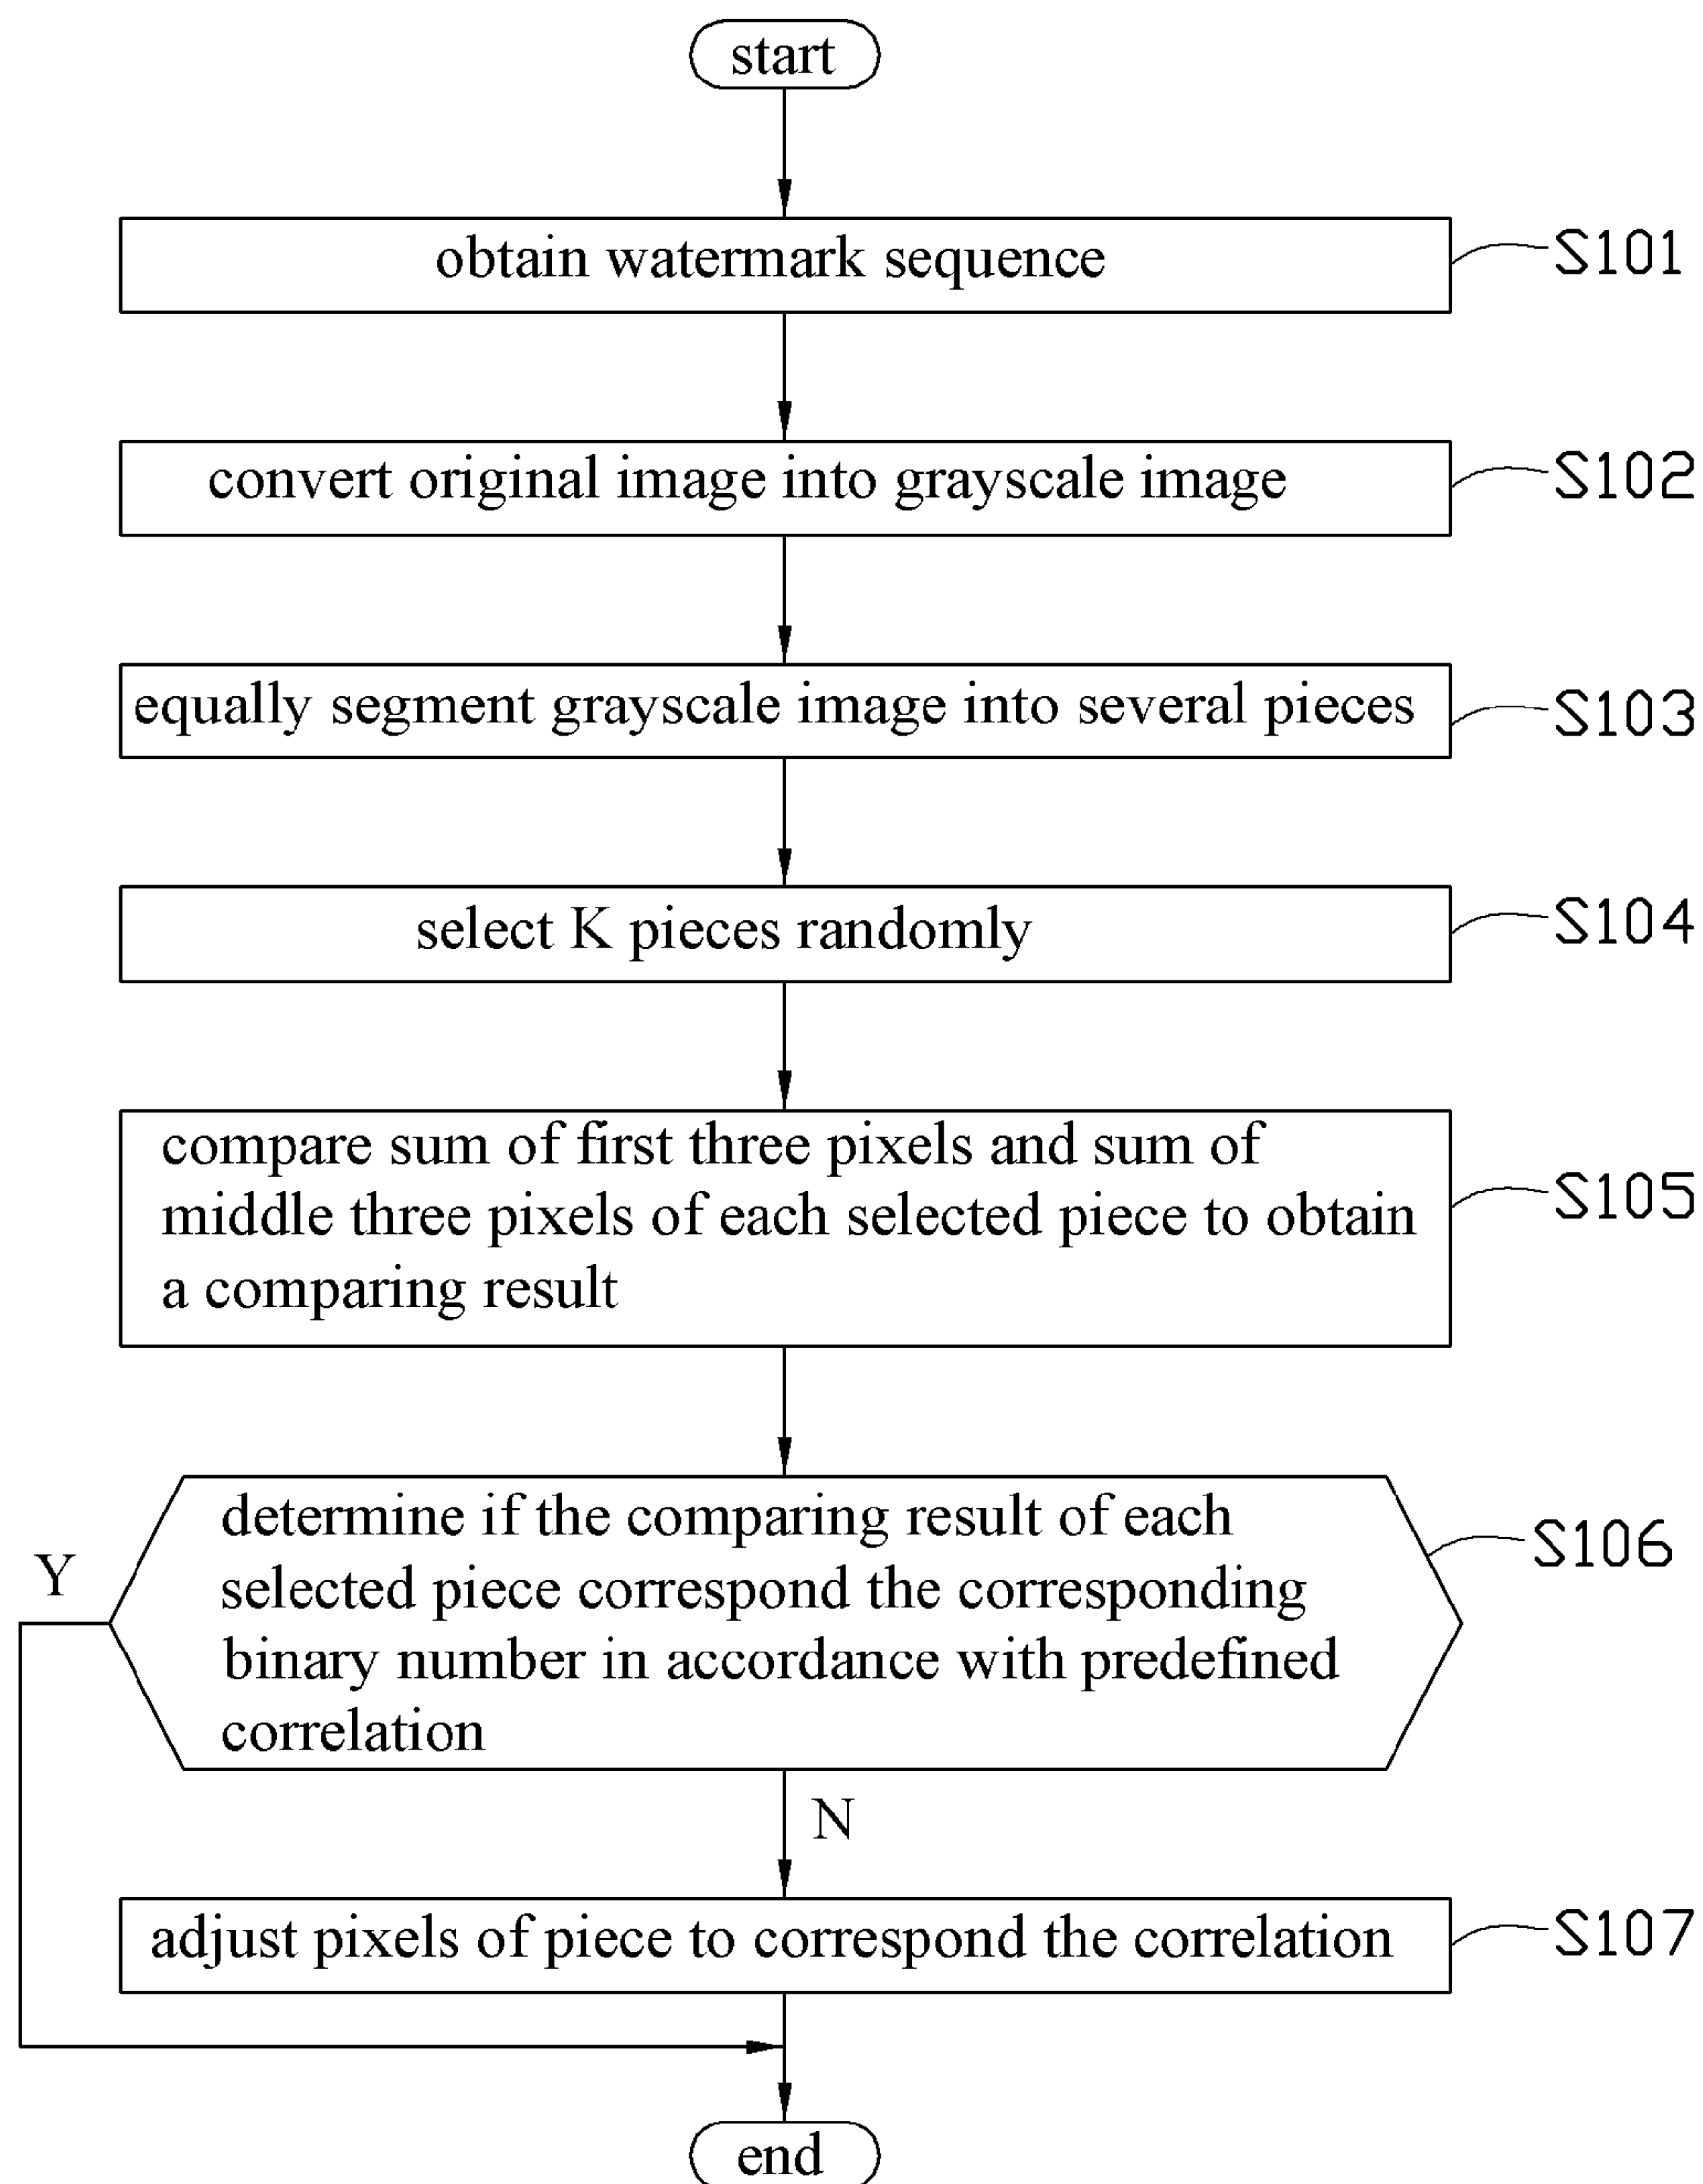 start
obtain watermark sequence
S101
convert original image into grayscale image
S102
equally segment grayscale image into several pieces
S103
select K pieces randomly
S104
compare sum of first three pixels and sum of
middle three pixels of each selected piece to obtain
a comparing result
S105
determine if the comparing result of each
selected piece correspond the corresponding
binary number in accordance with predefined
correlation
S106
Y
N
adjust pixels of piece to correspond the correlation
S107
end